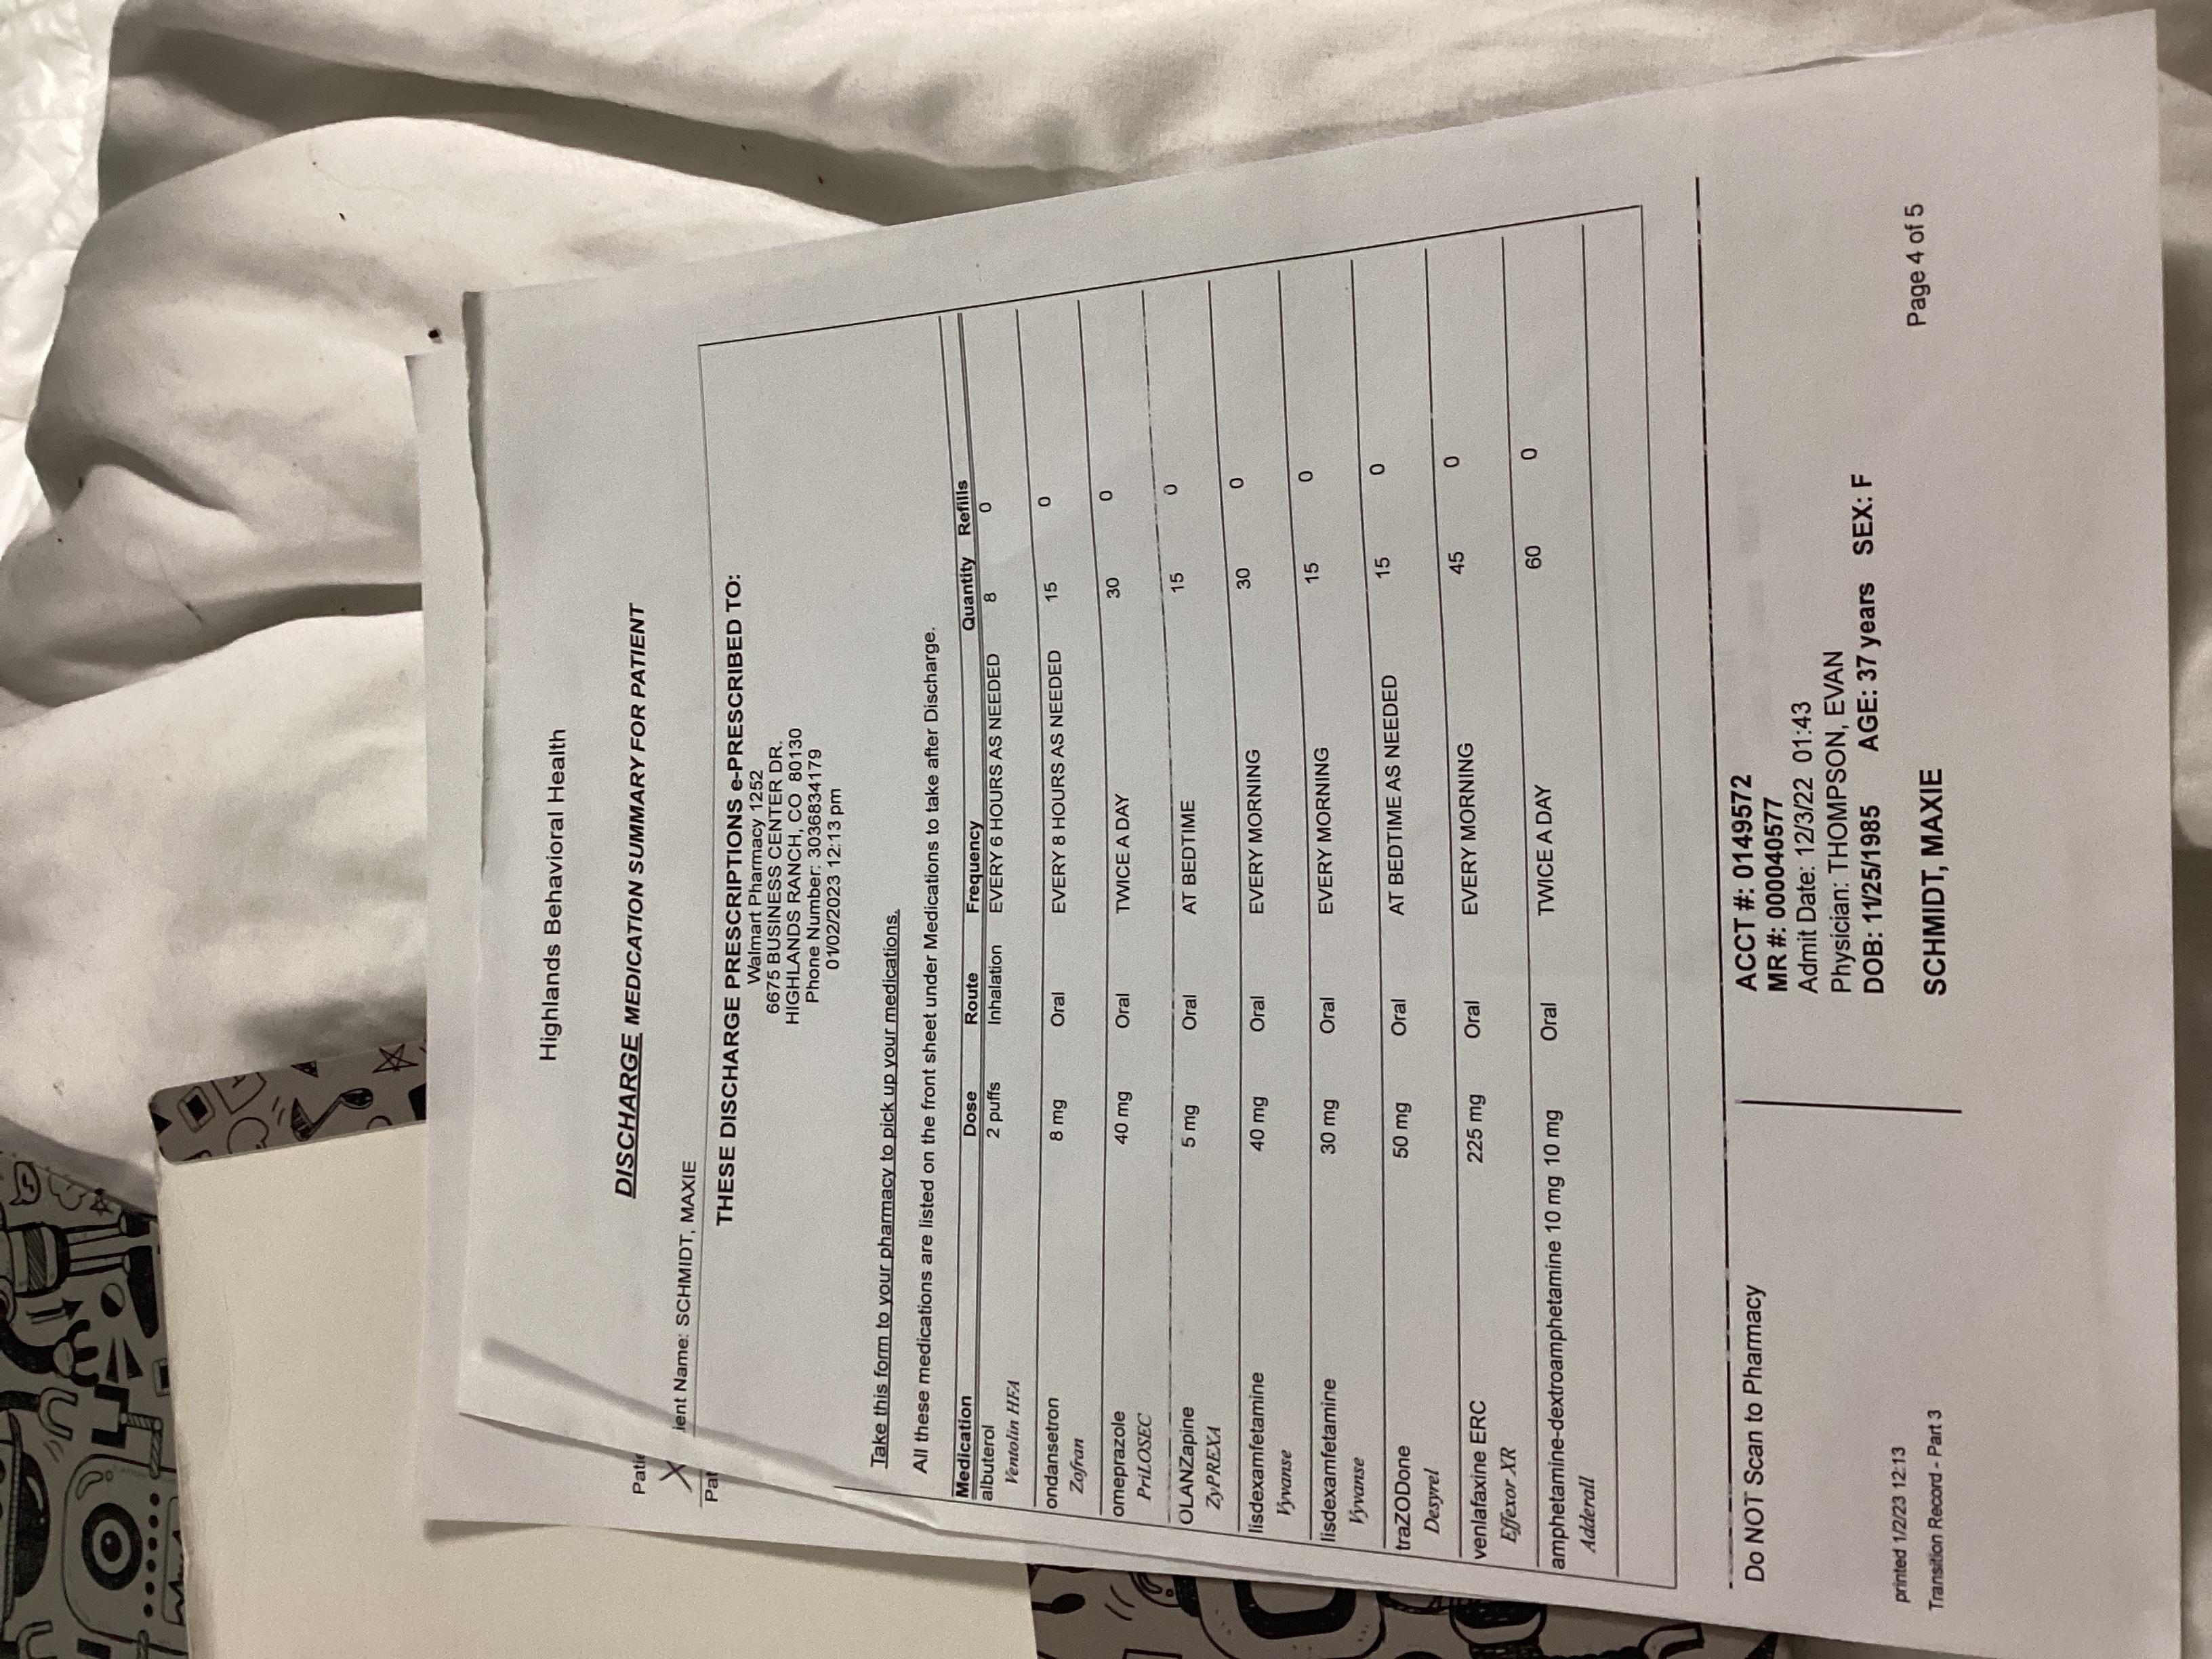 Highlands Behavioral Health
DISCHARGE MEDICATION SUMMARY FOR PATIENT
Patie
X
ient Name: SCHMIDT, MAXIE
Pat
THESE DISCHARGE PRESCRIPTIONS e-PRESCRIBED TO:
Walmart Pharmacy 1252
6675 BUSINESS CENTER DR.
HIGHLANDS RANCH, CO 80130
Phone Number: 3036834179
01/02/2023 12:13 pm
Take this form to your pharmacy to pick up your medications.
All these medications are listed on the front sheet under Medications to take after Discharge.
Medication Dose Route Frequency Quantity Refills
albuterol 2 puffs Inhalation EVERY 6 HOURS AS NEEDED 8 0
Ventolin HFA
ondansetron 8 mg Oral EVERY 8 HOURS AS NEEDED 15 0
Zofran
omeprazole 40 mg Oral TWICE A DAY 30 0
PriLOSEC
OLANZapine 5 mg Oral AT BEDTIME 15 0
ZyPREXA
lisdexamfetamine 40 mg Oral EVERY MORNING 30 0
Vyvanse
lisdexamfetamine 30 mg Oral EVERY MORNING 15 0
Vyvanse
traZODone 50 mg Oral AT BEDTIME AS NEEDED 15 0
Desyrel
venlafaxine ERC 225 mg Oral EVERY MORNING 45 0
Effexor XR
amphetamine-dextroamphetamine 10 mg 10 mg Oral TWICE A DAY 60 0
Adderall
Do NOT Scan to Pharmacy
ACCT #: 0149572
MR #: 000040577
Admit Date: 12/3/22 01:43
Physician: THOMPSON, EVAN
DOB: 11/25/1985 AGE: 37 years SEX: F
printed 1/2/23 12:13
Transition Record - Part 3
SCHMIDT, MAXIE
Page 4 of 5